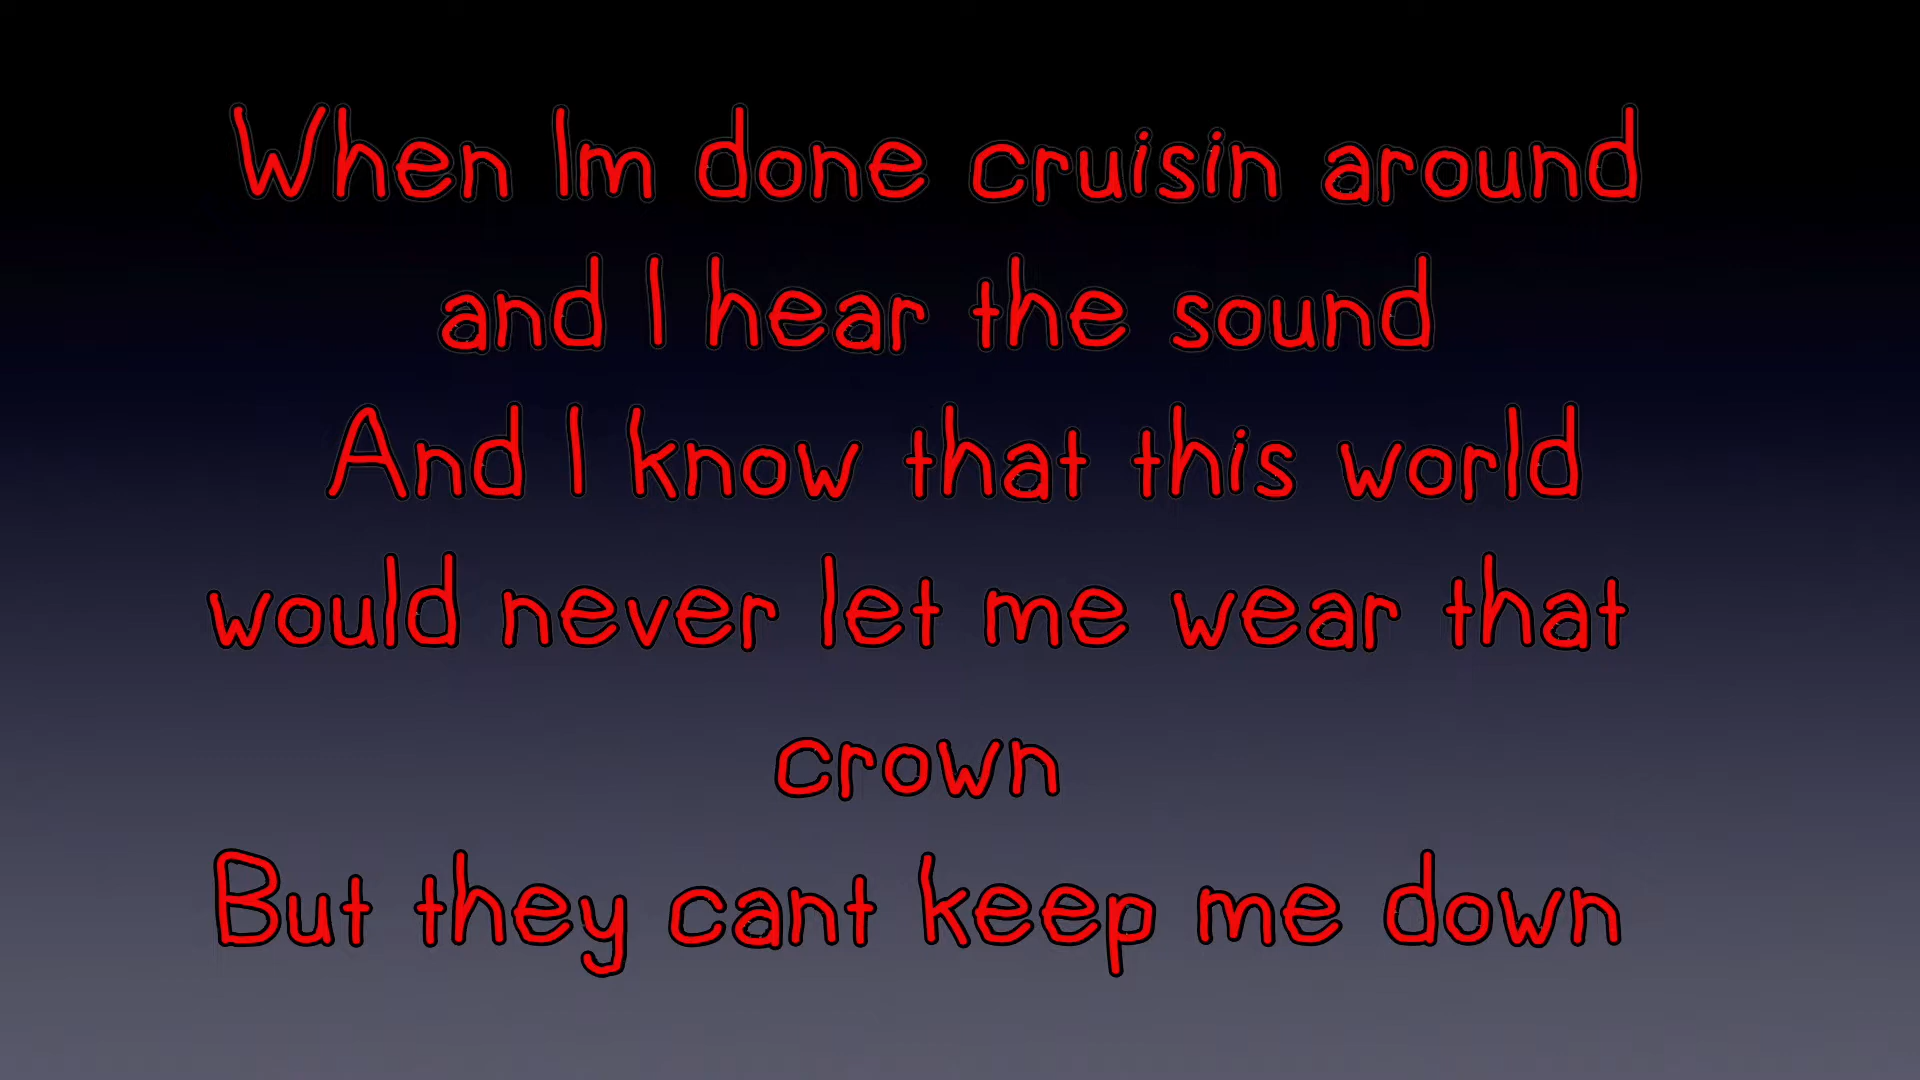 When Im done cruisin around
and I hear the sound
And I know that this world
would never let me wear that
crown
But they cant keep me down